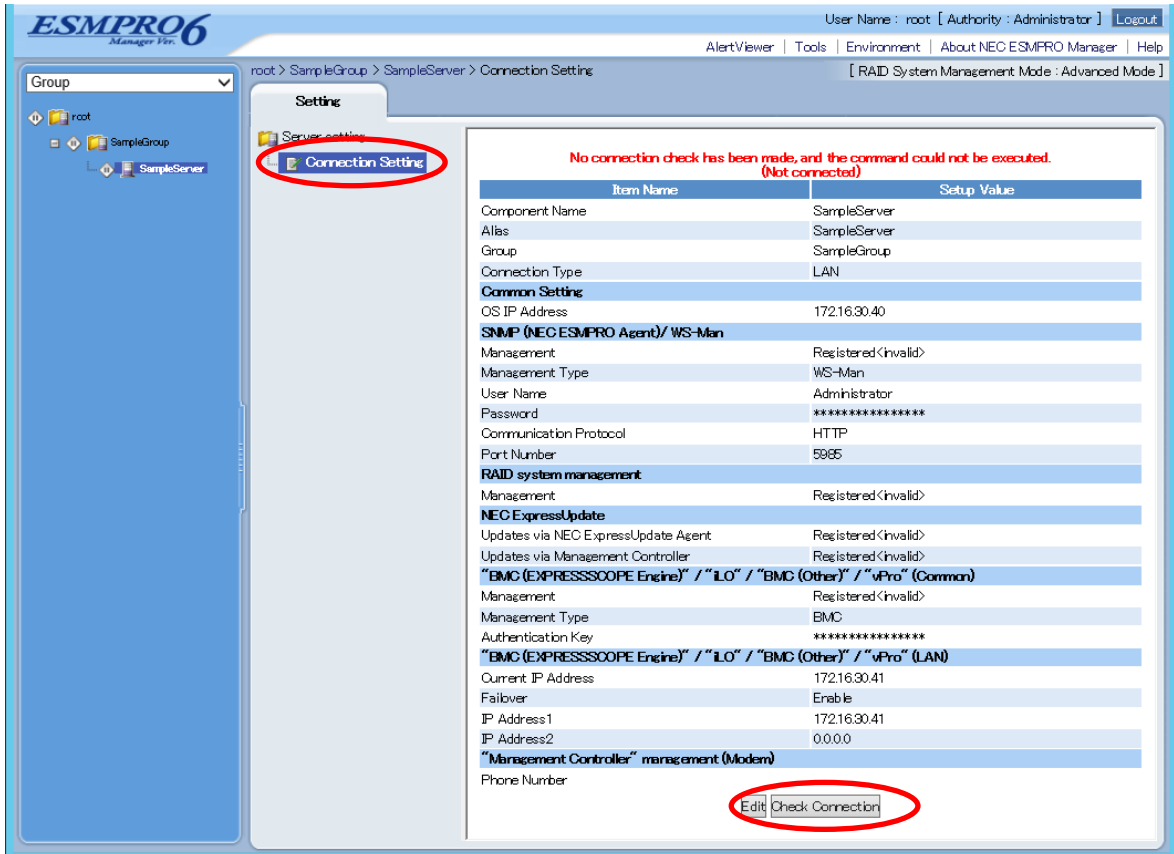 ESMPRO6
Manager Ver.
User Name : root [ Authority : Administrator ] Logout
AlertViewer | Tools | Environment | About NEC ESMPRO Manager | Help
Group
root
SampleGroup
SampleServer
root > SampleGroup > SampleServer > Connection Setting
[ RAID System Management Mode : Advanced Mode ]
Setting
Server setting
Connection Setting
No connection check has been made, and the command could not be executed.
(Not connected)
Item Name Setup Value
Component Name SampleServer
Alias SampleServer
Group SampleGroup
Connection Type LAN
Common Setting
OS IP Address 172.16.30.40
SNMP (NEC ESMPRO Agent)/ WS-Man
Management Registered<invalid>
Management Type WS-Man
User Name Administrator
Password ****************
Communication Protocol HTTP
Port Number 5985
RAID system management
Management Registered<invalid>
NEC ExpressUpdate
Updates via NEC ExpressUpdate Agent Registered<invalid>
Updates via Management Controller Registered<invalid>
"BMC (EXPRESSSCOPE Engine)" / "iLO" / "BMC (Other)" / "vPro" (Common)
Management Registered<invalid>
Management Type BMC
Authentication Key ****************
"BMC (EXPRESSSCOPE Engine)" / "iLO" / "BMC (Other)" / "vPro" (LAN)
Current IP Address 172.16.30.41
Failover Enable
IP Address1 172.16.30.41
IP Address2 0.0.0.0
"Management Controller" management (Modem)
Phone Number
Edit Check Connection